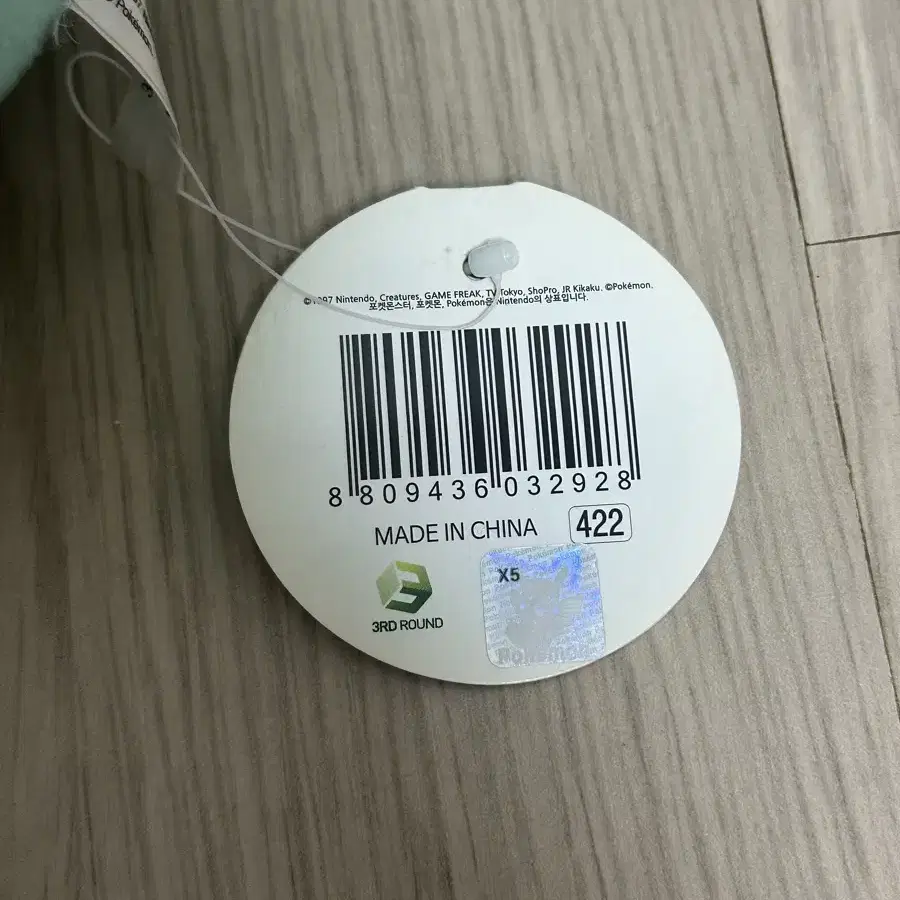 Pokémon
©1997 Nintendo, Creatures, GAME FREAK, TV Tokyo, ShoPro, JR Kikaku. ©Pokémon.
포켓몬스터, 포켓몬, Pokémon은 Nintendo의 상표입니다.
8 809436 032928
MADE IN CHINA 422
3RD ROUND
X5
Pokémon